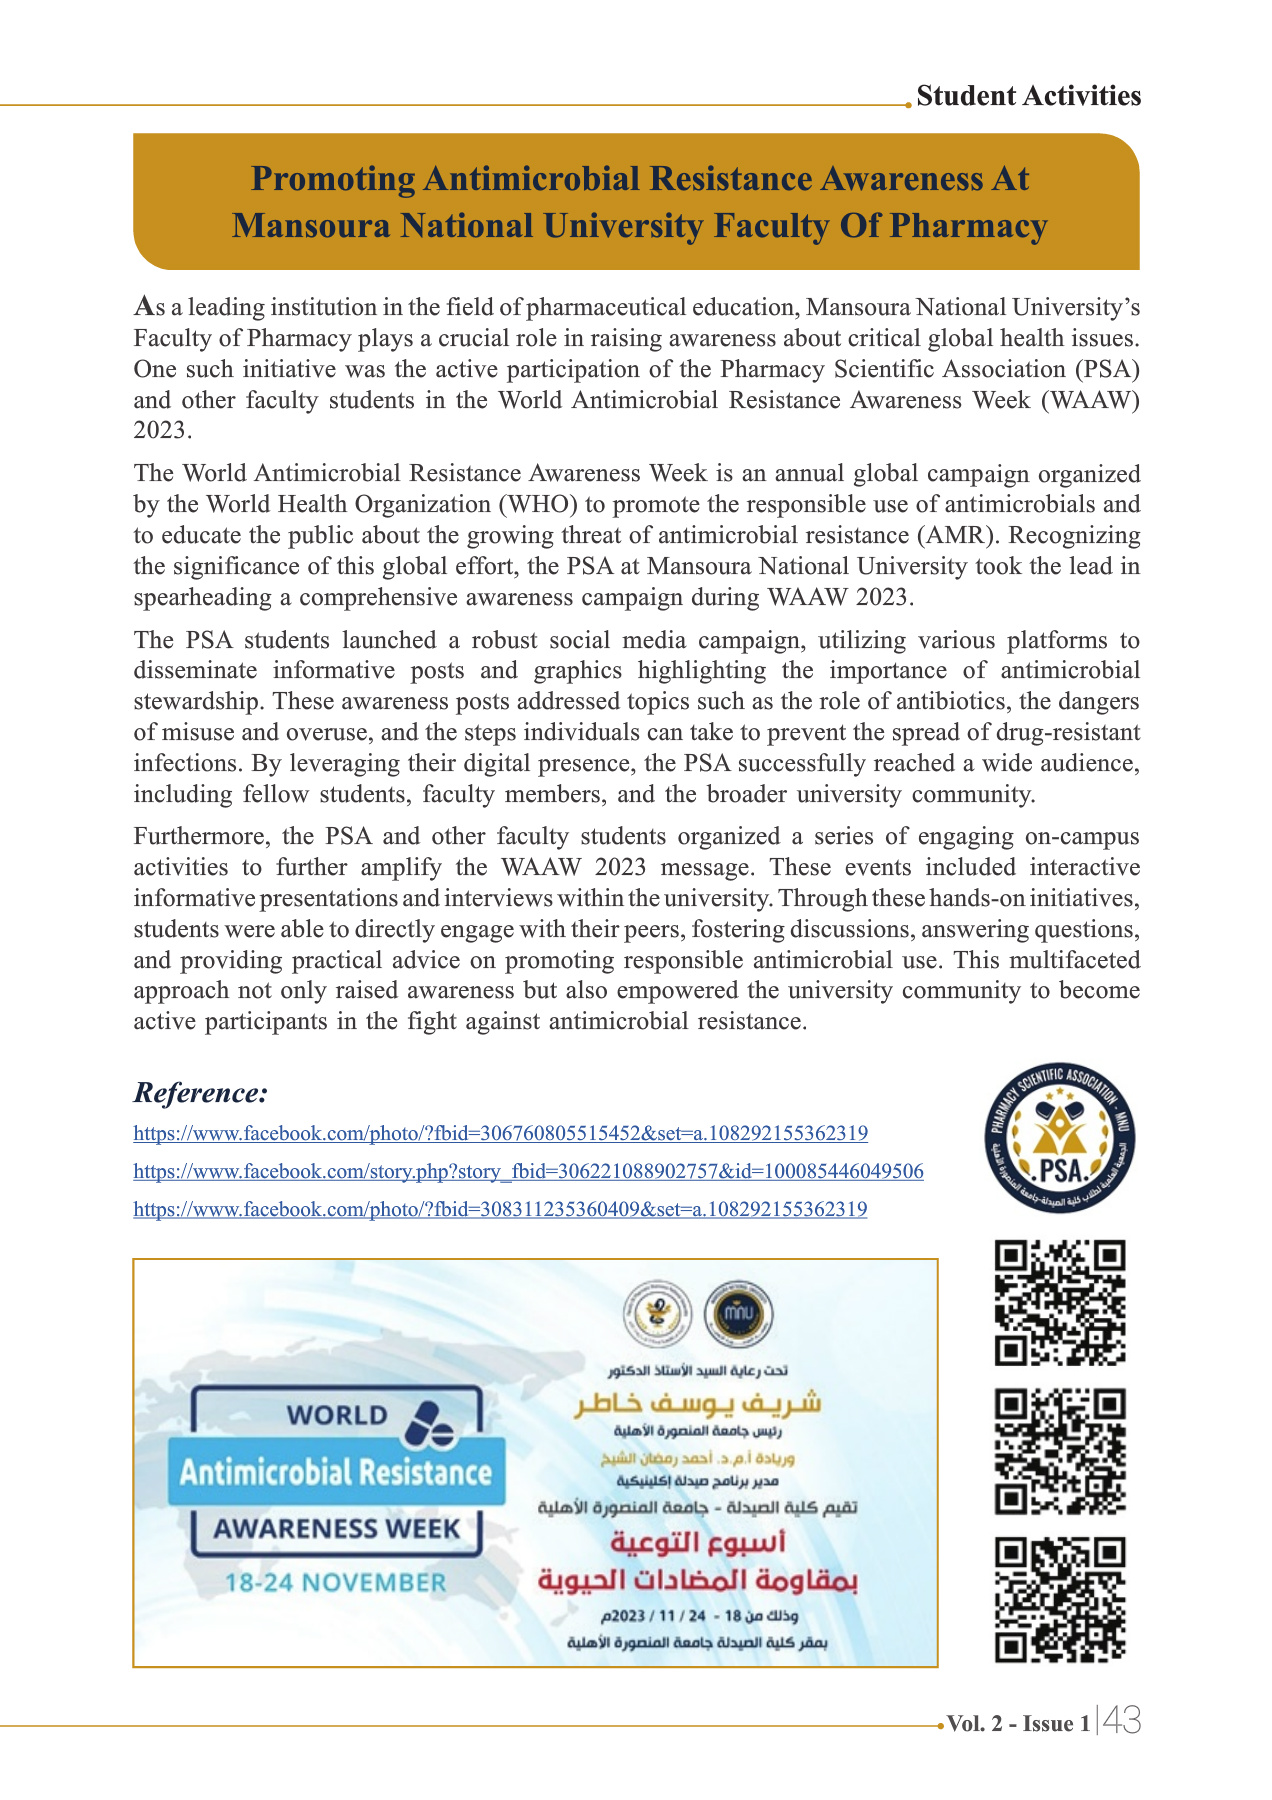 Student Activities
Promoting Antimicrobial Resistance Awareness At
Mansoura National University Faculty Of Pharmacy
As a leading institution in the field of pharmaceutical education, Mansoura National University’s
Faculty of Pharmacy plays a crucial role in raising awareness about critical global health issues.
One such initiative was the active participation of the Pharmacy Scientific Association (PSA)
and other faculty students in the World Antimicrobial Resistance Awareness Week (WAAW)
2023.
The World Antimicrobial Resistance Awareness Week is an annual global campaign organized
by the World Health Organization (WHO) to promote the responsible use of antimicrobials and
to educate the public about the growing threat of antimicrobial resistance (AMR). Recognizing
the significance of this global effort, the PSA at Mansoura National University took the lead in
spearheading a comprehensive awareness campaign during WAAW 2023.
The PSA students launched a robust social media campaign, utilizing various platforms to
disseminate informative posts and graphics highlighting the importance of antimicrobial
stewardship. These awareness posts addressed topics such as the role of antibiotics, the dangers
of misuse and overuse, and the steps individuals can take to prevent the spread of drug-resistant
infections. By leveraging their digital presence, the PSA successfully reached a wide audience,
including fellow students, faculty members, and the broader university community.
Furthermore, the PSA and other faculty students organized a series of engaging on-campus
activities to further amplify the WAAW 2023 message. These events included interactive
informative presentations and interviews within the university. Through these hands-on initiatives,
students were able to directly engage with their peers, fostering discussions, answering questions,
and providing practical advice on promoting responsible antimicrobial use. This multifaceted
approach not only raised awareness but also empowered the university community to become
active participants in the fight against antimicrobial resistance.
Reference:
https://www.facebook.com/photo/?fbid=306760805515452&set=a.108292155362319
https://www.facebook.com/story.php?story_fbid=306221088902757&id=100085446049506
https://www.facebook.com/photo/?fbid=308311235360409&set=a.108292155362319
PHARMACY SCIENTIFIC ASSOCIATION - MNU
.PSA.
الجمعية العلمية لطلاب كلية الصيدلة-جامعة المنصورة الأهلية
WORLD
Antimicrobial Resistance
AWARENESS WEEK
18-24 NOVEMBER
mnu
تحت رعاية السيد الأستاذ الدكتور
شريف يوسف خاطر
رئيس جامعة المنصورة الأهلية
وريادة أ.م.د. أحمد رمضان الشيخ
مدير برنامج صيدلة إكلينيكية
تقيم كلية الصيدلة - جامعة المنصورة الأهلية
أسبوع التوعية
بمقاومة المضادات الحيوية
وذلك من 18 - 24 / 11 / 2023م
بمقر كلية الصيدلة جامعة المنصورة الأهلية
Vol. 2 - Issue 1 | 43